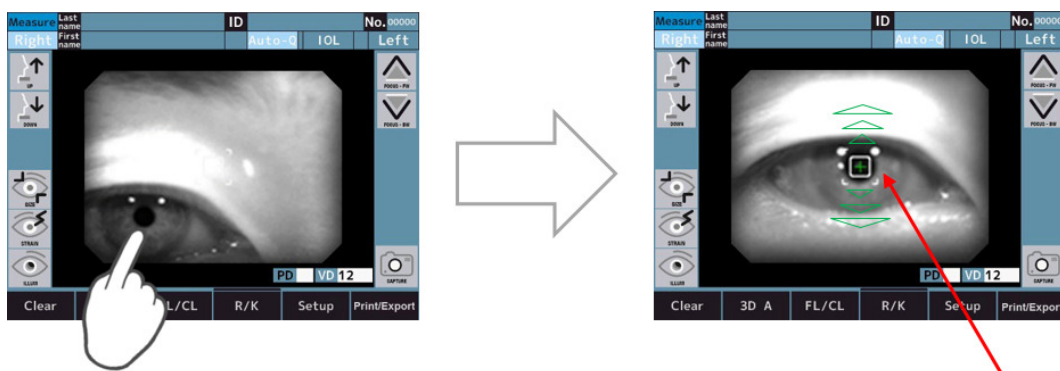 Measure Last name ID No. 00000
Right First name Auto-Q IOL Left
UP
FOCUS・FW
DOWN
FOCUS・BW
SIZE
STRAIN
ILLUM
CAPTURE
PD VD 12
Clear L/CL R/K Setup Print/Export
Measure Last name ID No. 00000
Right First name Auto-Q IOL Left
UP
FOCUS・FW
DOWN
FOCUS・BW
SIZE
STRAIN
ILLUM
CAPTURE
PD VD 12
Clear 3D A FL/CL R/K Setup Print/Export